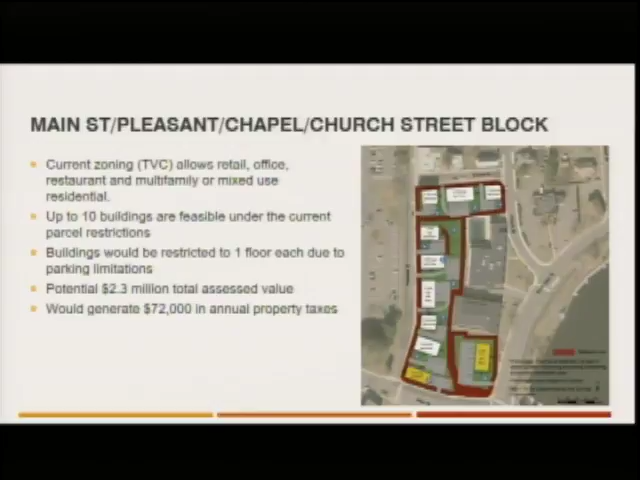 MAIN ST/PLEASANT/CHAPEL/CHURCH STREET BLOCK
Current zoning (TVC) allows retail, office,
restaurant and multifamily or mixed use
residential.
Up to 10 buildings are feasible under the current
parcel restrictions
Buildings would be restricted to 1 floor each due to
parking limitations
Potential $2.3 million total assessed value
Would generate $72,000 in annual property taxes